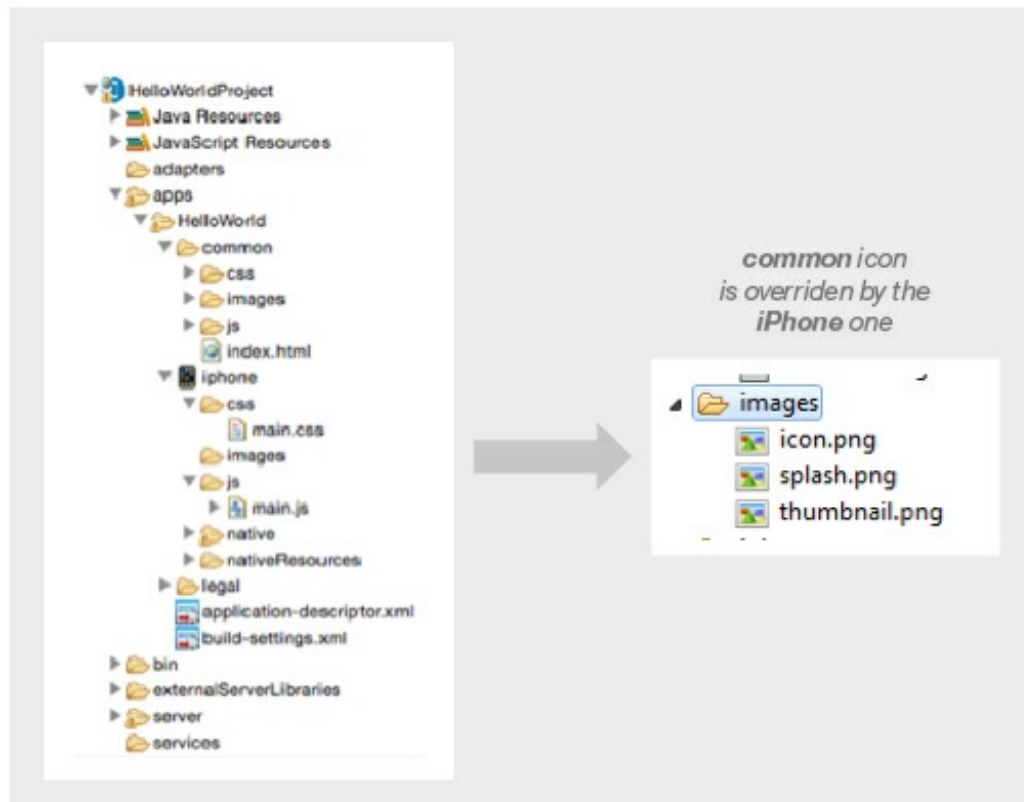 HelloWorldProject
Java Resources
JavaScript Resources
adapters
apps
HelloWorld
common
css
images
js
index.html
iphone
css
main.css
images
js
main.js
native
nativeResources
legal
application-descriptor.xml
build-settings.xml
bin
externalServerLibraries
server
services
common icon
is overriden by the
iPhone one
images
icon.png
splash.png
thumbnail.png